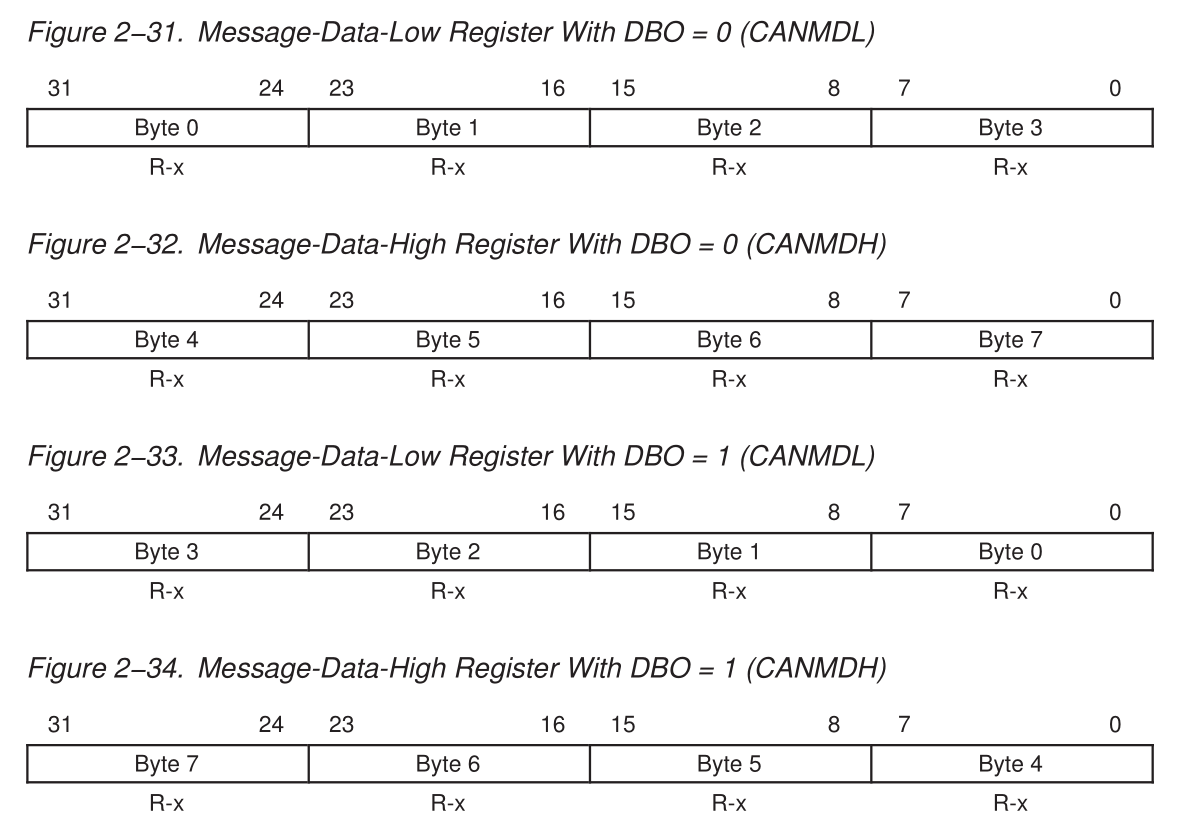 Figure 2–31. Message-Data-Low Register With DBO = 0 (CANMDL)
31 24 23 16 15 8 7 0
Byte 0 Byte 1 Byte 2 Byte 3
R-x R-x R-x R-x
Figure 2–32. Message-Data-High Register With DBO = 0 (CANMDH)
31 24 23 16 15 8 7 0
Byte 4 Byte 5 Byte 6 Byte 7
R-x R-x R-x R-x
Figure 2–33. Message-Data-Low Register With DBO = 1 (CANMDL)
31 24 23 16 15 8 7 0
Byte 3 Byte 2 Byte 1 Byte 0
R-x R-x R-x R-x
Figure 2–34. Message-Data-High Register With DBO = 1 (CANMDH)
31 24 23 16 15 8 7 0
Byte 7 Byte 6 Byte 5 Byte 4
R-x R-x R-x R-x